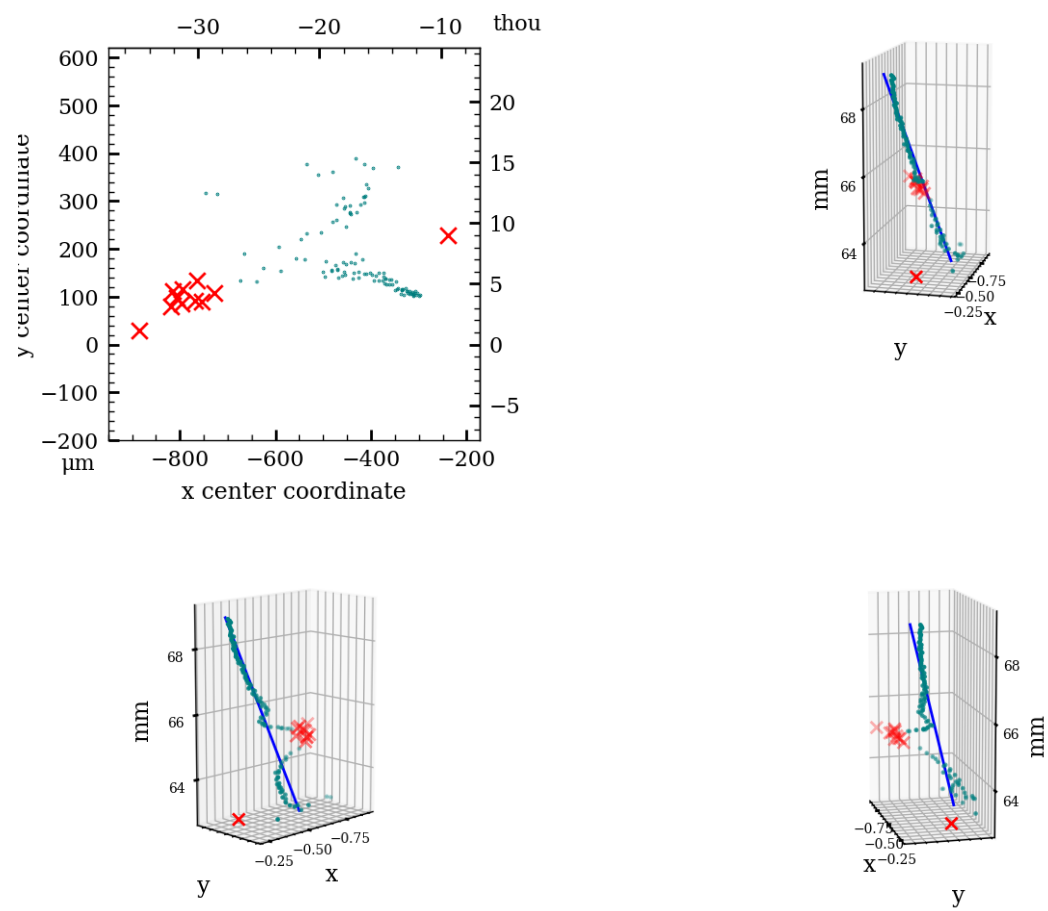 −30 −20 −10 thou
600
500
400
300
200
100
0
−100
−200
µm
20
15
10
5
0
−5
y center coordinate
−800 −600 −400 −200
x center coordinate
68
66
64
mm
−0.75
−0.50
−0.25
x
y
68
66
64
mm
−0.75
−0.50
−0.25
x
y
68
66
64
mm
−0.75
−0.50
−0.25
x
y